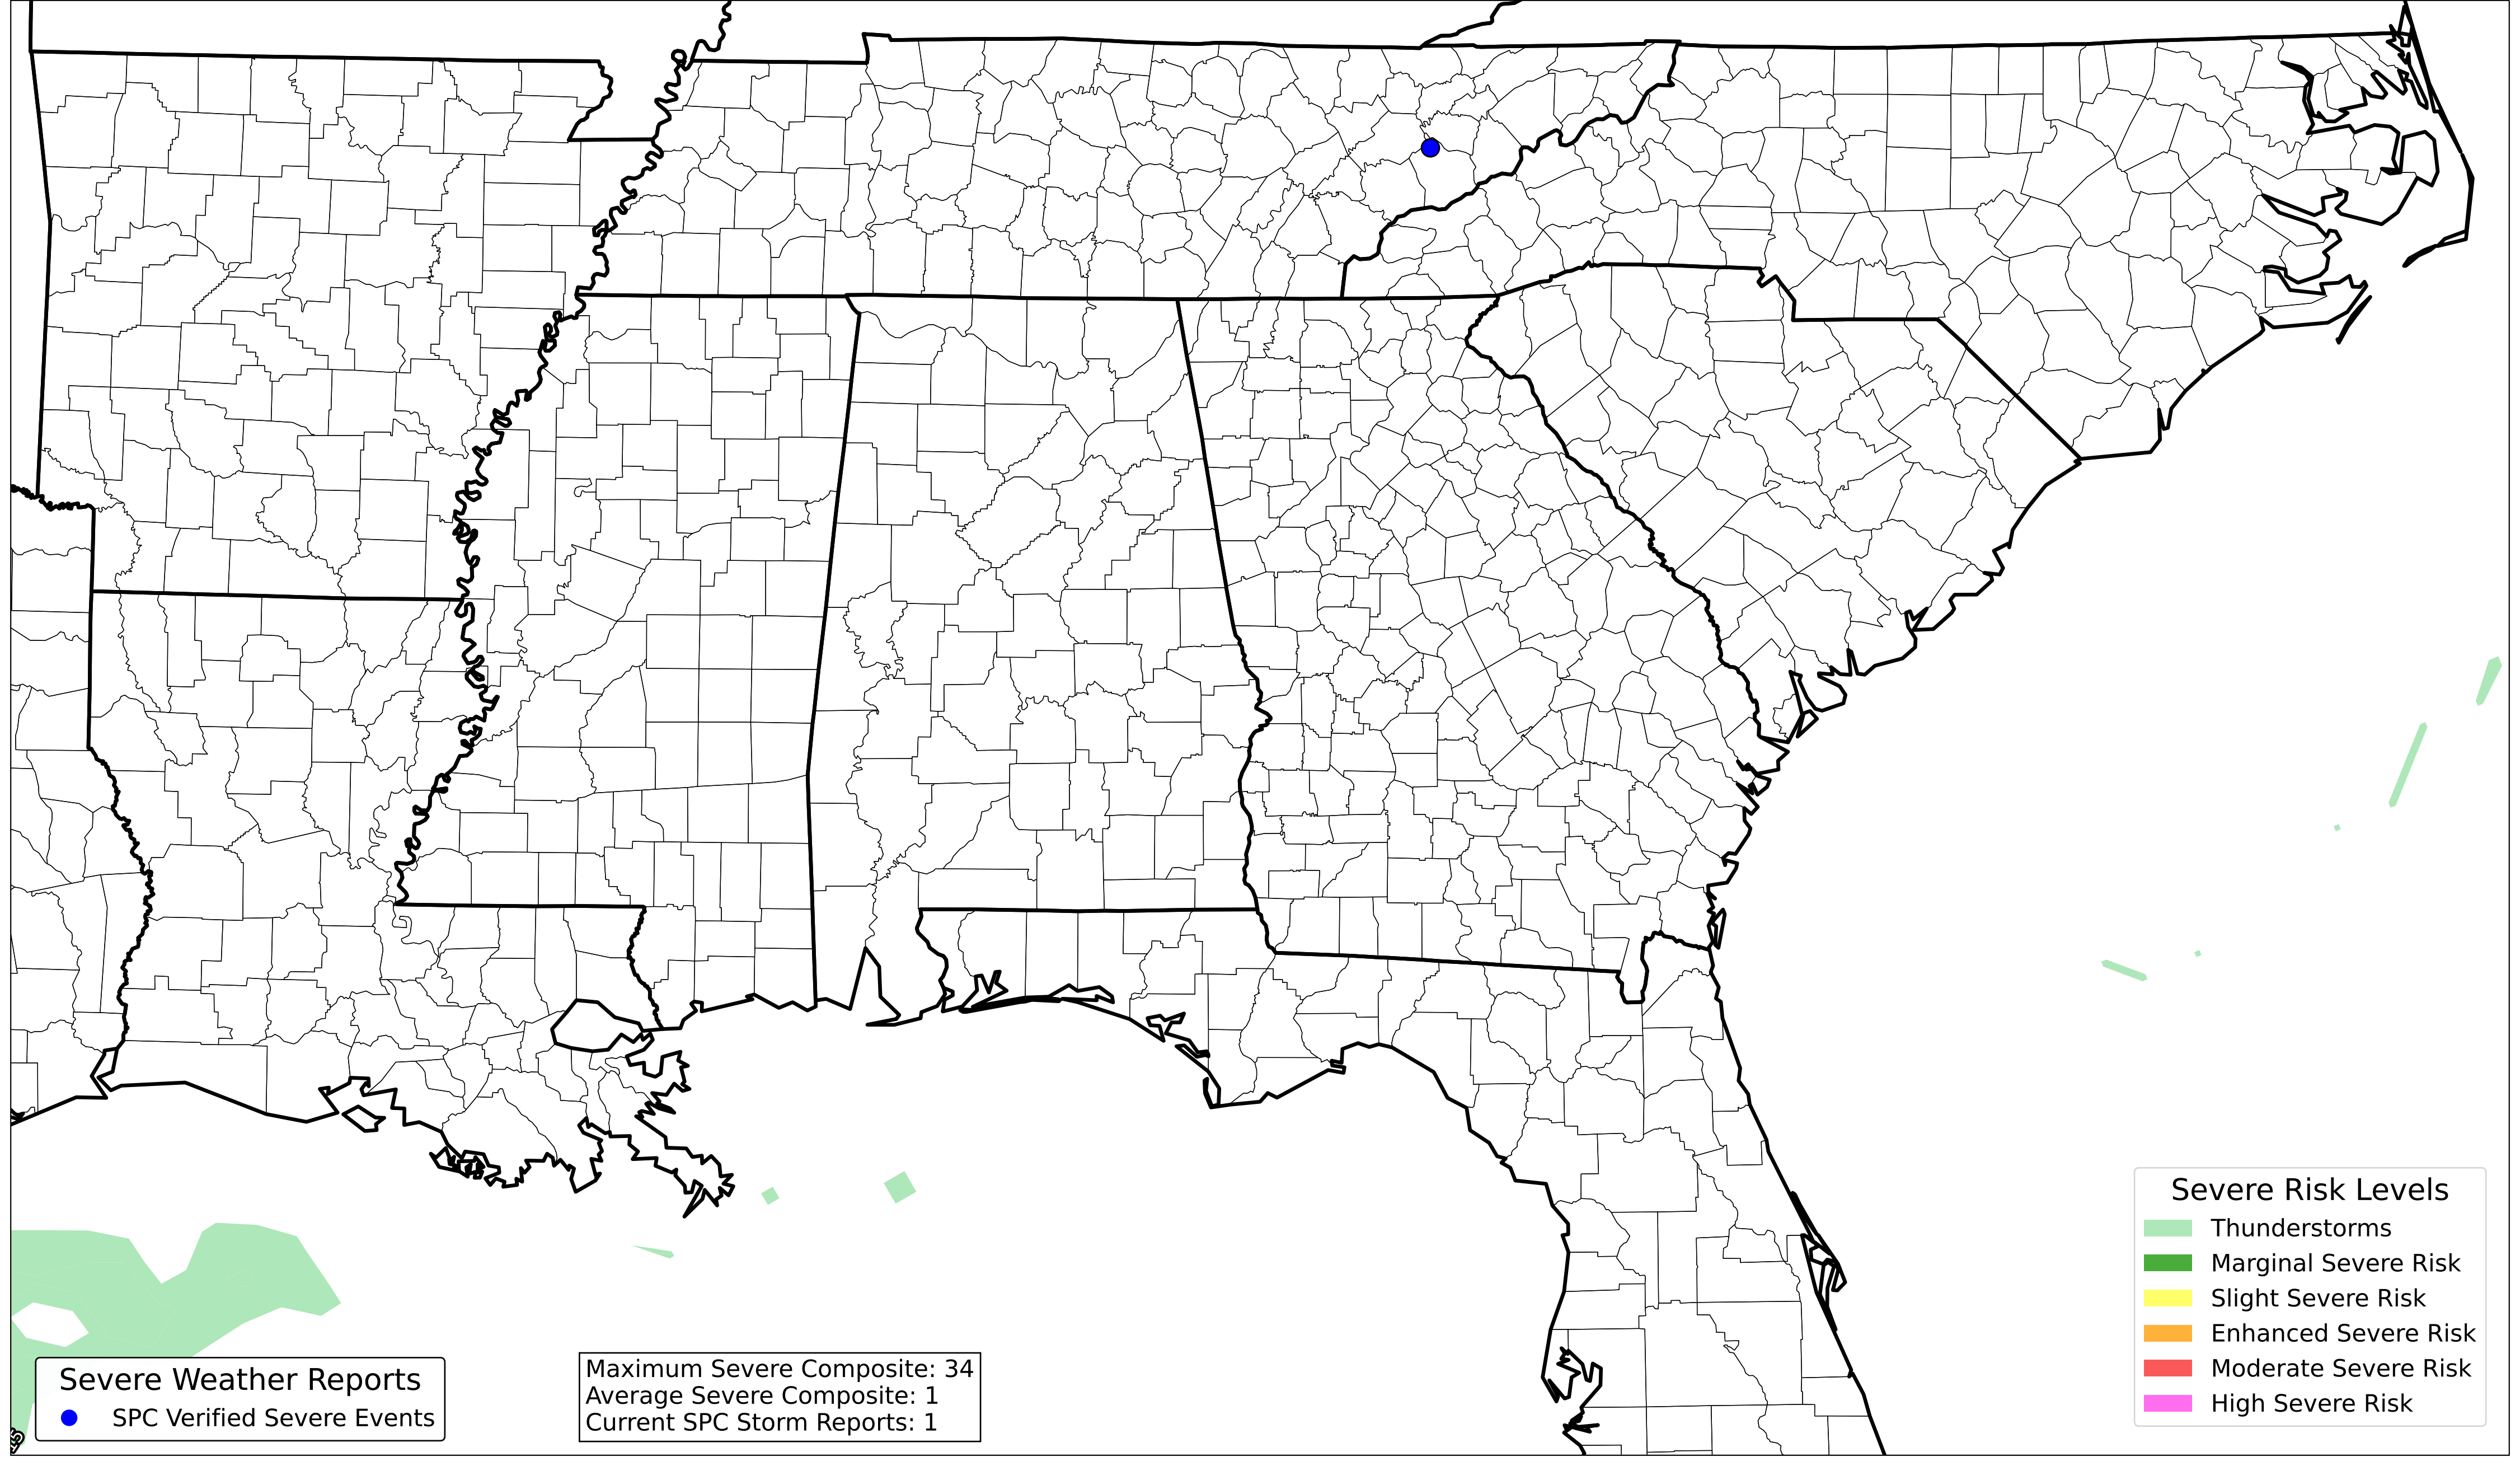 Severe Risk Levels
Thunderstorms
Marginal Severe Risk
Slight Severe Risk
Enhanced Severe Risk
Moderate Severe Risk
High Severe Risk
Severe Weather Reports
SPC Verified Severe Events
Maximum Severe Composite: 34
Average Severe Composite: 1
Current SPC Storm Reports: 1